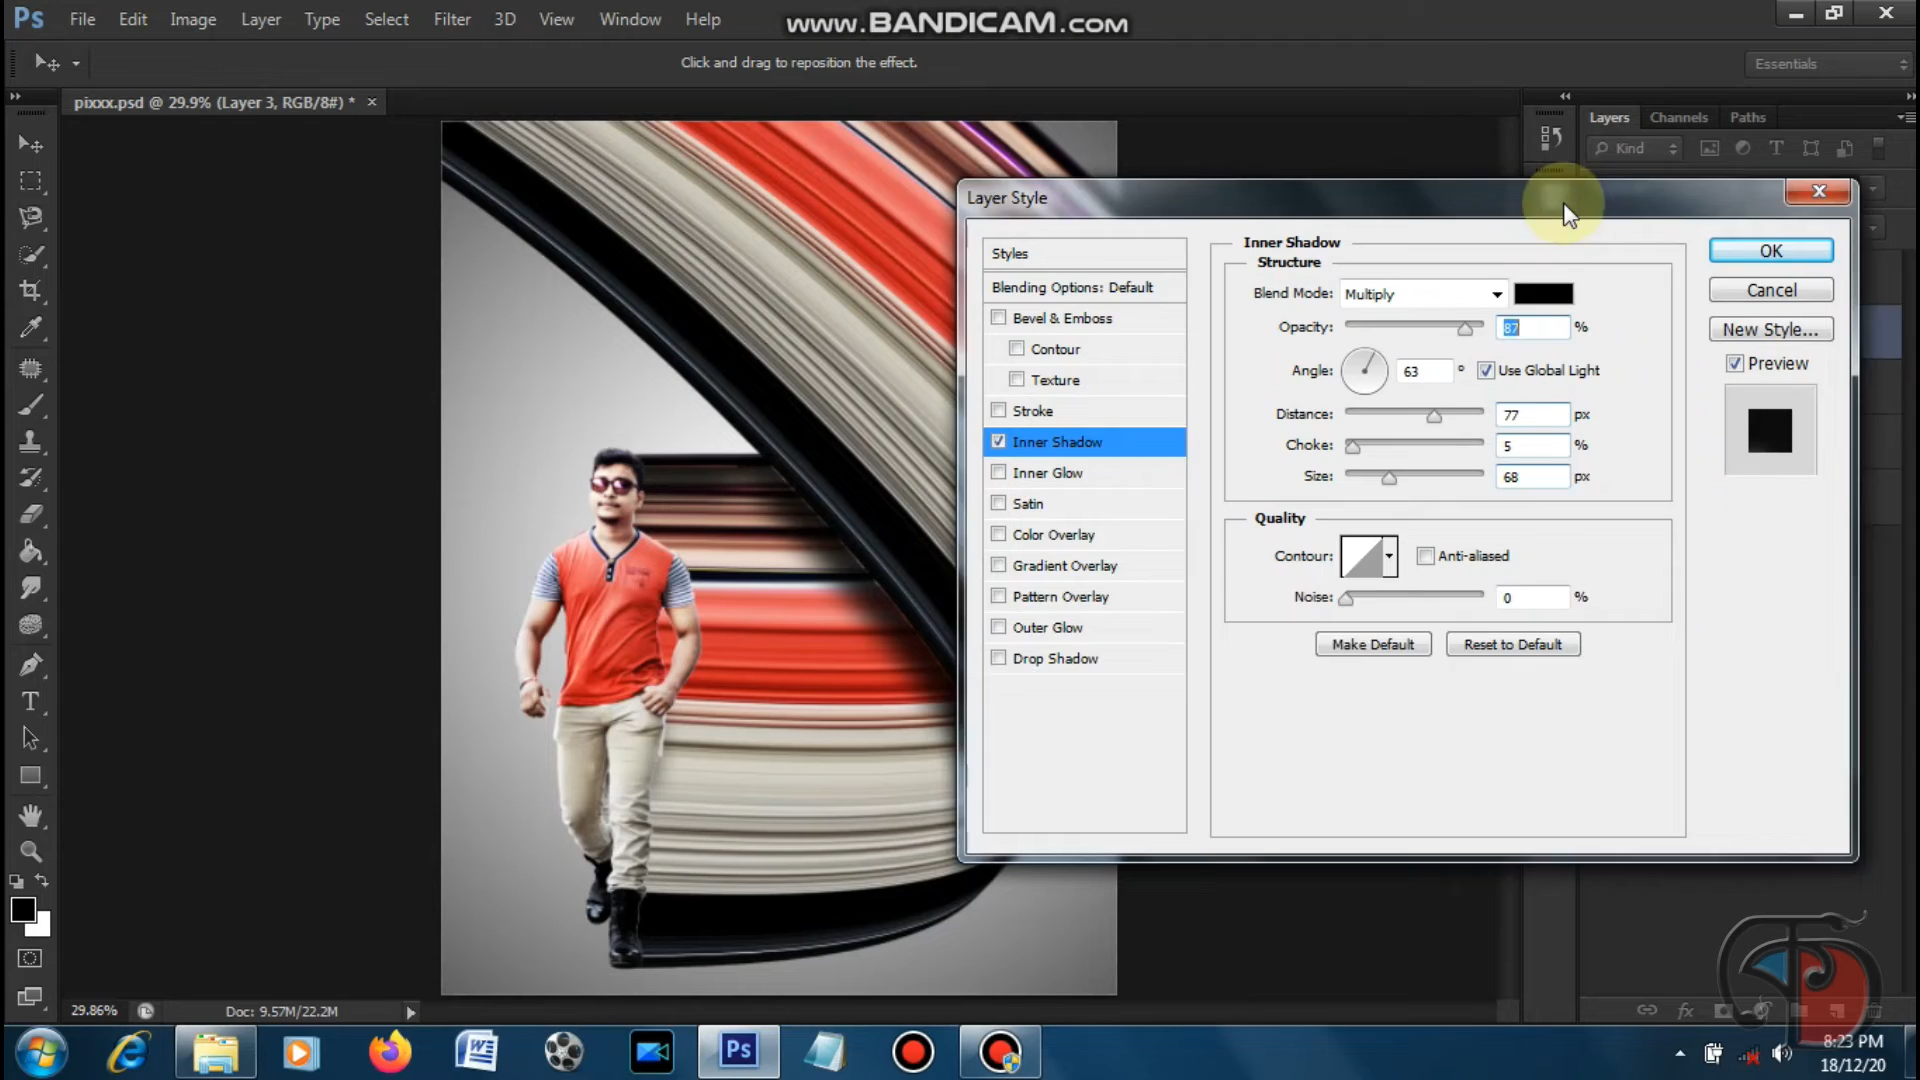 Ps File Edit Image Layer Type Select Filter 3D View Window Help
www.BANDICAM.com
Click and drag to reposition the effect.
Essentials
pixxx.psd @ 29.9% (Layer 3, RGB/8#) *
Layers Channels Paths
Kind
Layer Style
Styles
Blending Options: Default
Bevel & Emboss
Contour
Texture
Stroke
Inner Shadow
Inner Glow
Satin
Color Overlay
Gradient Overlay
Pattern Overlay
Outer Glow
Drop Shadow
Inner Shadow
Structure
Blend Mode: Multiply
Opacity: 87 %
Angle: 63 ° Use Global Light
Distance: 77 px
Choke: 5 %
Size: 68 px
Quality
Contour: Anti-aliased
Noise: 0 %
Make Default Reset to Default
OK
Cancel
New Style...
Preview
29.86% Doc: 9.57M/22.2M
Ps
8:23 PM
18/12/20